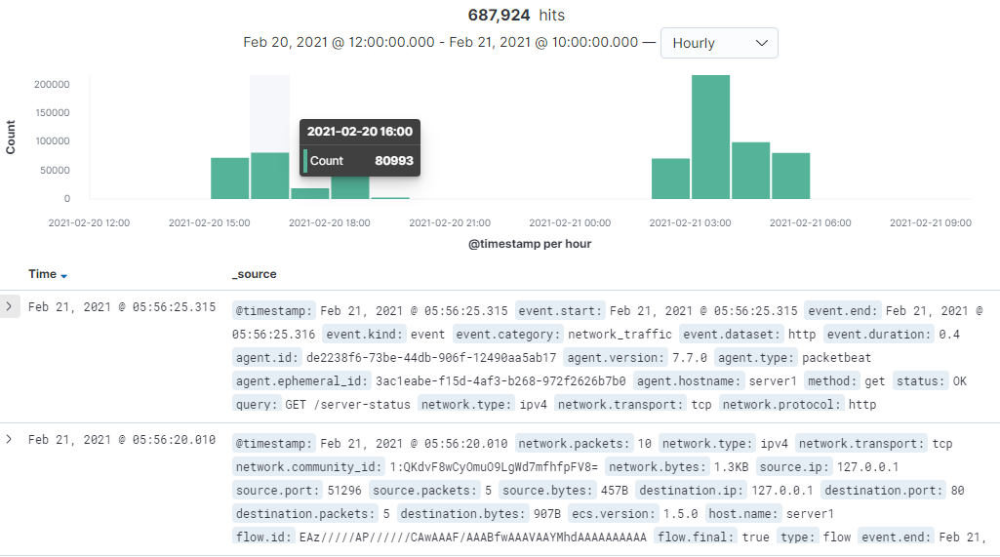 687,924 hits
Feb 20, 2021 @ 12:00:00.000 - Feb 21, 2021 @ 10:00:00.000 — Hourly
Count
200000
150000
100000
50000
0
2021-02-20 16:00
Count 80993
2021-02-20 12:00 2021-02-20 15:00 2021-02-20 18:00 2021-02-20 21:00 2021-02-21 00:00 2021-02-21 03:00 2021-02-21 06:00 2021-02-21 09:00
@timestamp per hour
Time _source
Feb 21, 2021 @ 05:56:25.315 @timestamp: Feb 21, 2021 @ 05:56:25.315 event.start: Feb 21, 2021 @ 05:56:25.315 event.end: Feb 21, 2021 @
05:56:25.316 event.kind: event event.category: network_traffic event.dataset: http event.duration: 0.4
agent.id: de2238f6-73be-44db-906f-12490aa5ab17 agent.version: 7.7.0 agent.type: packetbeat
agent.ephemeral_id: 3ac1eabe-f15d-4af3-b268-972f2626b7b0 agent.hostname: server1 method: get status: OK
query: GET /server-status network.type: ipv4 network.transport: tcp network.protocol: http
Feb 21, 2021 @ 05:56:20.010 @timestamp: Feb 21, 2021 @ 05:56:20.010 network.packets: 10 network.type: ipv4 network.transport: tcp
network.community_id: 1:QKdvF8wCyOmuO9LgWd7mfhfpFV8= network.bytes: 1.3KB source.ip: 127.0.0.1
source.port: 51296 source.packets: 5 source.bytes: 457B destination.ip: 127.0.0.1 destination.port: 80
destination.packets: 5 destination.bytes: 907B ecs.version: 1.5.0 host.name: server1
flow.id: EAz/////AP//////CAwAAAF/AAABfwAAAVAAYMhdAAAAAAAAAA flow.final: true type: flow event.end: Feb 21,